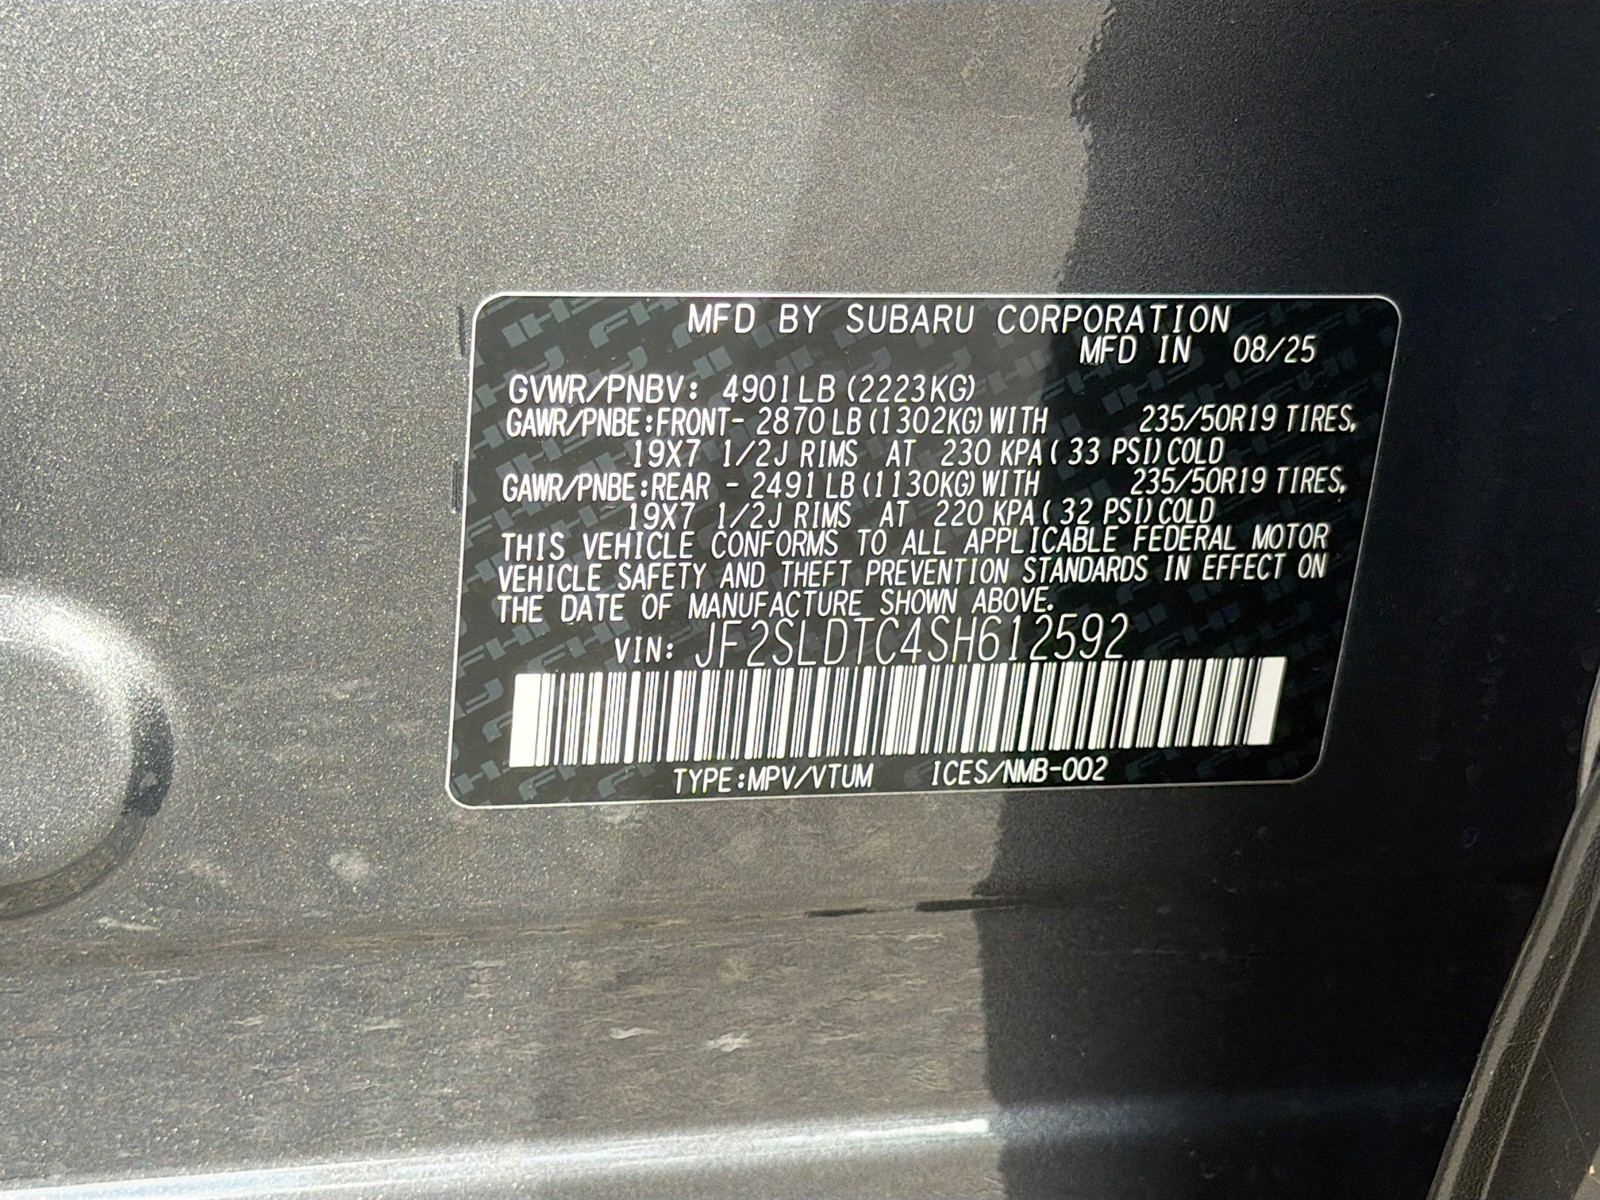 MFD BY SUBARU CORPORATION
MFD IN 08/25
GVWR/PNBV: 4901LB (2223KG)
GAWR/PNBE:FRONT- 2870 LB (1302KG) WITH 235/50R19 TIRES,
19X7 1/2J RIMS AT 230 KPA ( 33 PSI) COLD
GAWR/PNBE:REAR - 2491 LB (1130KG) WITH 235/50R19 TIRES,
19X7 1/2J RIMS AT 220 KPA ( 32 PSI) COLD
THIS VEHICLE CONFORMS TO ALL APPLICABLE FEDERAL MOTOR
VEHICLE SAFETY AND THEFT PREVENTION STANDARDS IN EFFECT ON
THE DATE OF MANUFACTURE SHOWN ABOVE.
VIN: JF2SLDTC4SH612592
TYPE:MPV/VTUM ICES/NMB-002